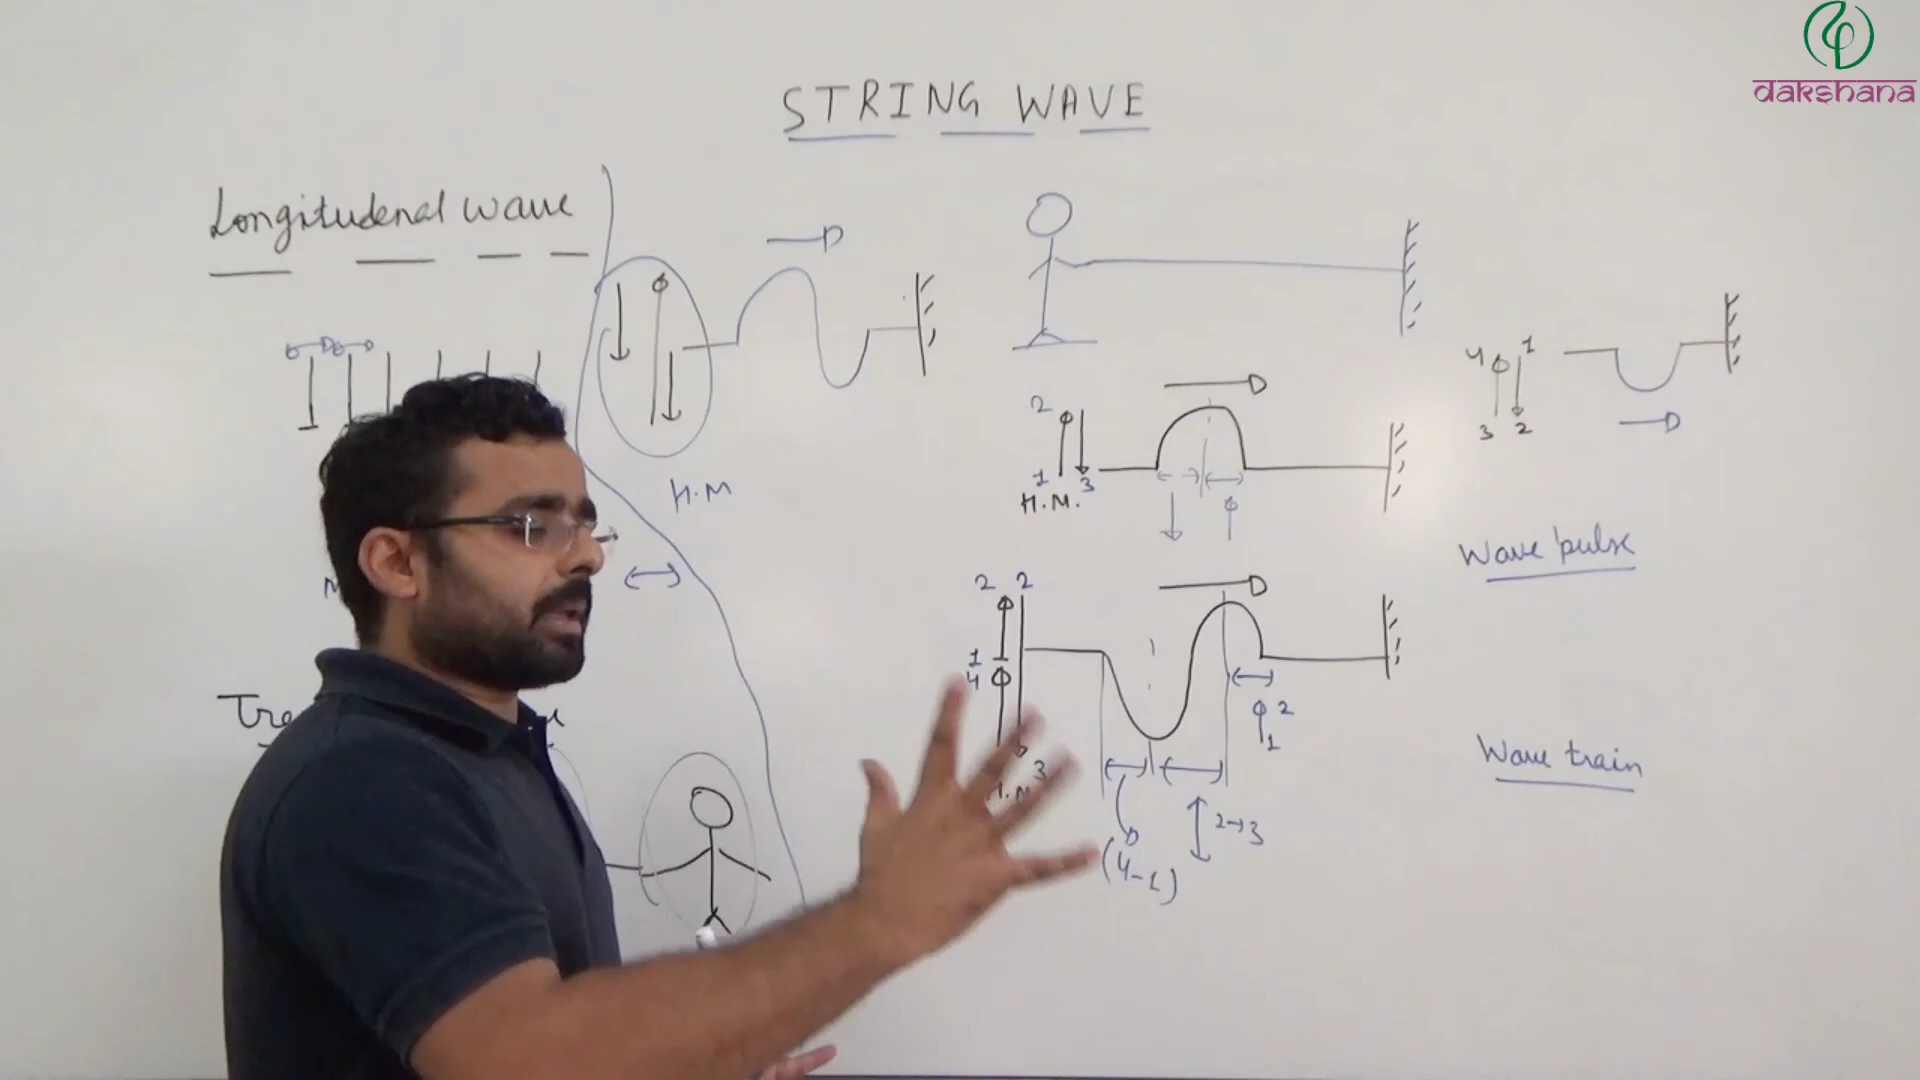 dakshana
STRING WAVE
Longitudenal wave
H.M
2
1 3
H.M.
4 1
3 2
Wave pulse
2 2
1
4
3
2
1
2→3
(4-1)
Wave train